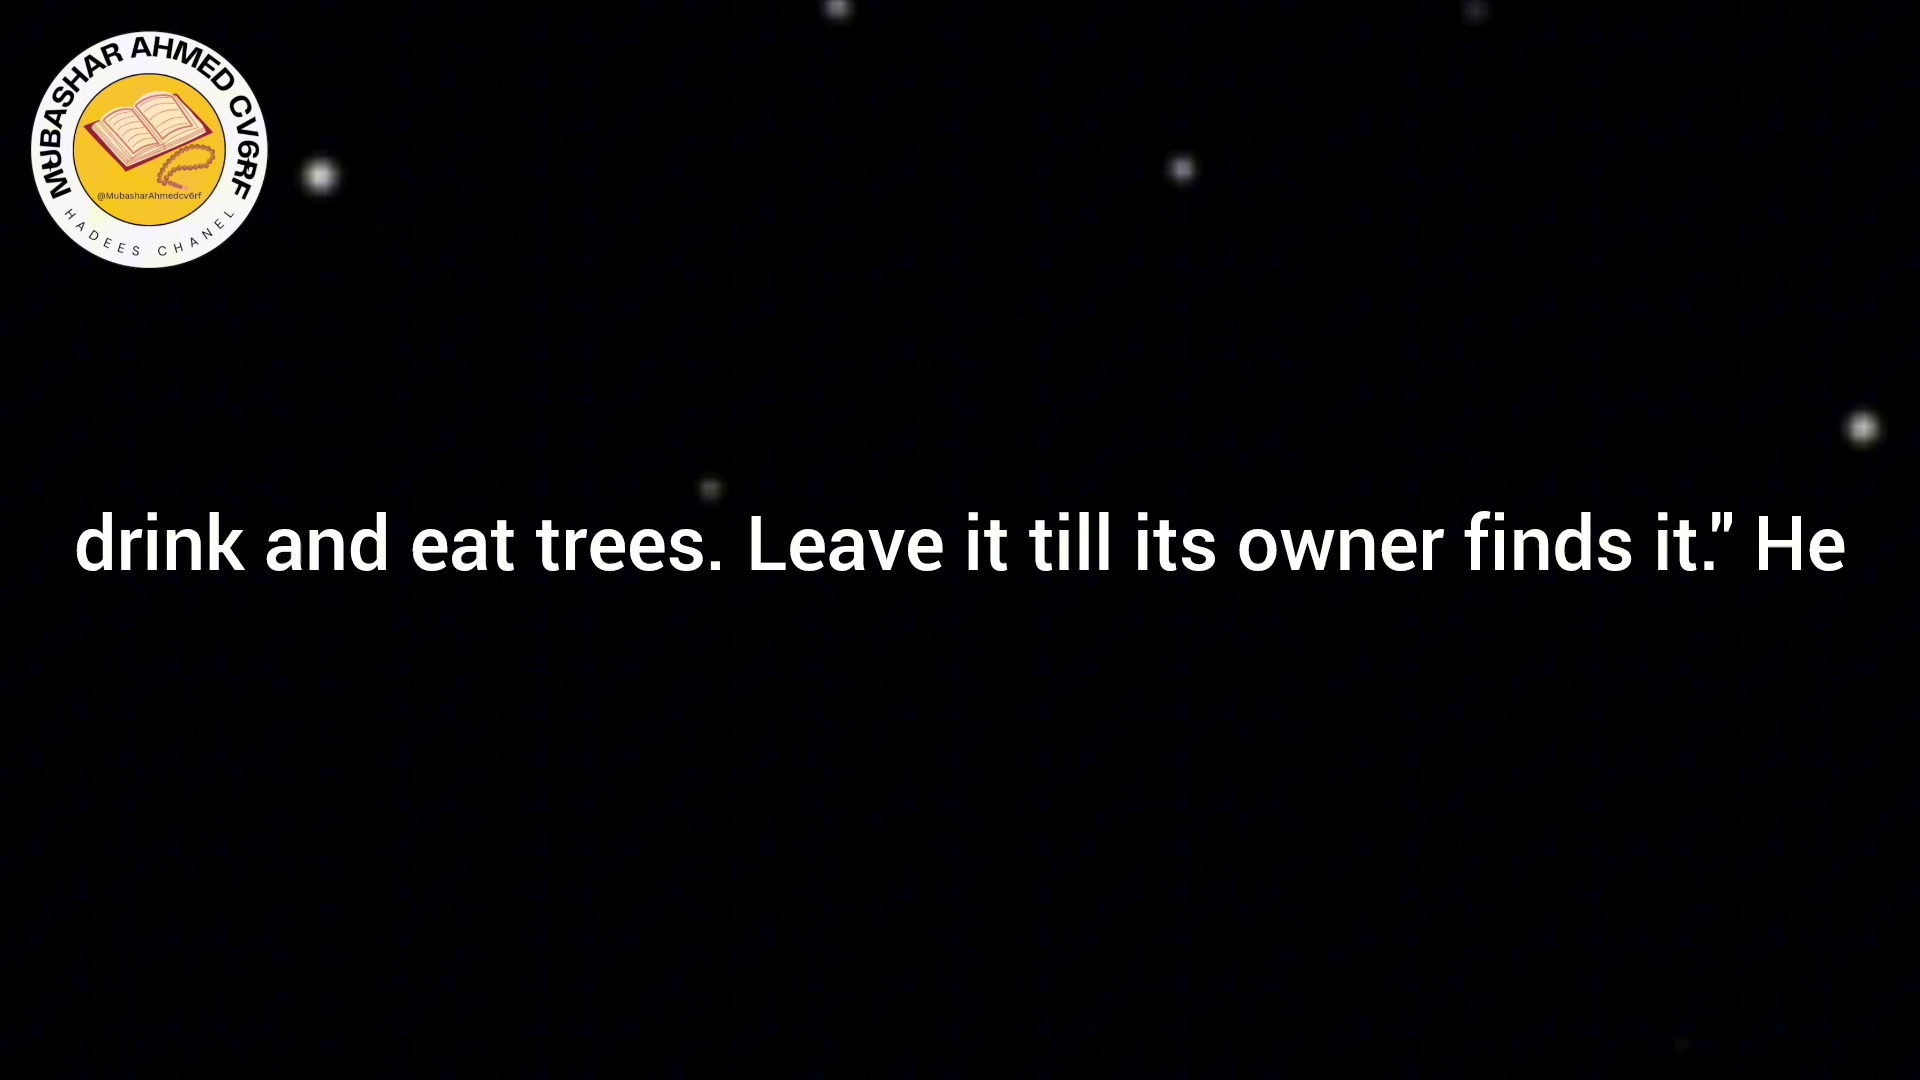 MUBASHAR AHMED CV6RF
@MubasharAhmedcv6rf
HADEES CHANEL
drink and eat trees. Leave it till its owner finds it." He